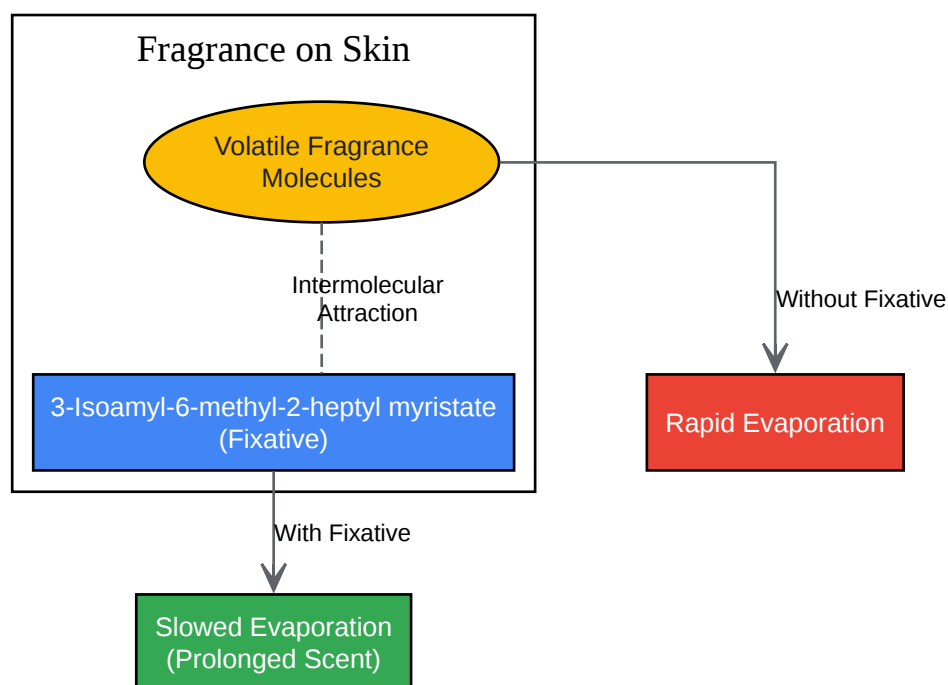 Fragrance on Skin
Volatile Fragrance
Molecules
Intermolecular
Attraction
Without Fixative
3-Isoamyl-6-methyl-2-heptyl myristate
(Fixative)
Rapid Evaporation
With Fixative
Slowed Evaporation
(Prolonged Scent)